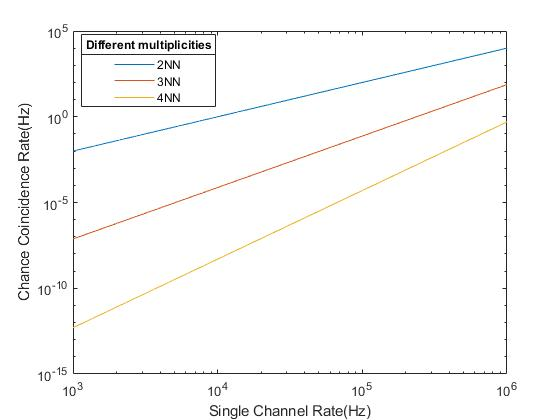 10^5
10^0
10^-5
10^-10
10^-15
Chance Coincidence Rate(Hz)
Different multiplicities
2NN
3NN
4NN
10^3
10^4
10^5
10^6
Single Channel Rate(Hz)